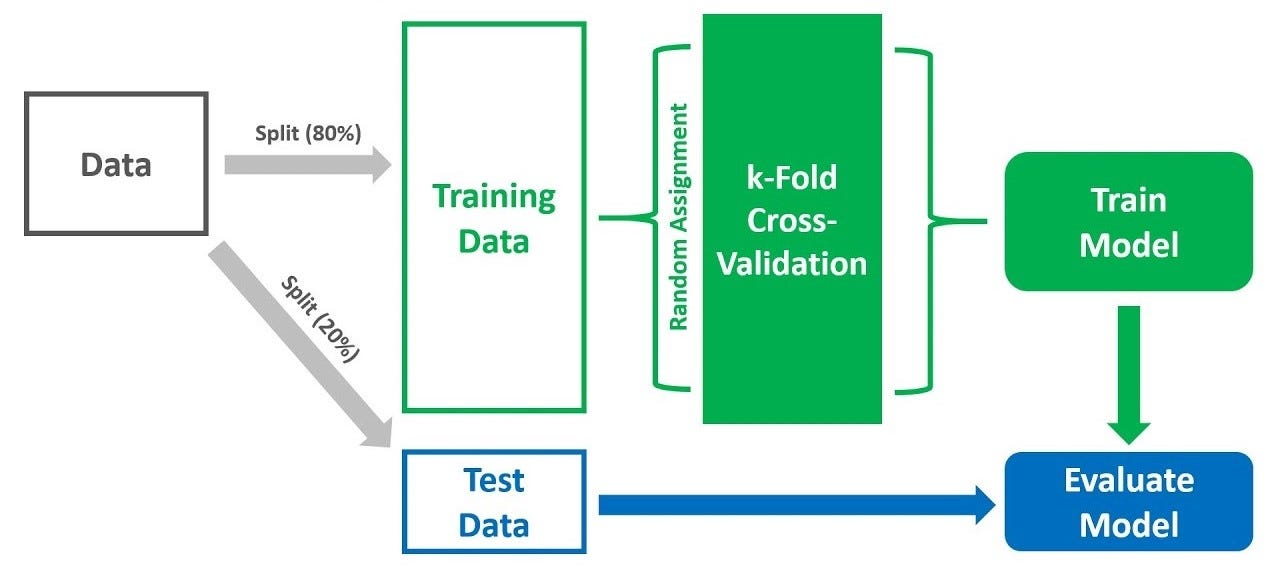 Data
Split (80%)
Split (20%)
Training
Data
Random Assignment
k-Fold
Cross-
Validation
Train
Model
Test
Data
Evaluate
Model